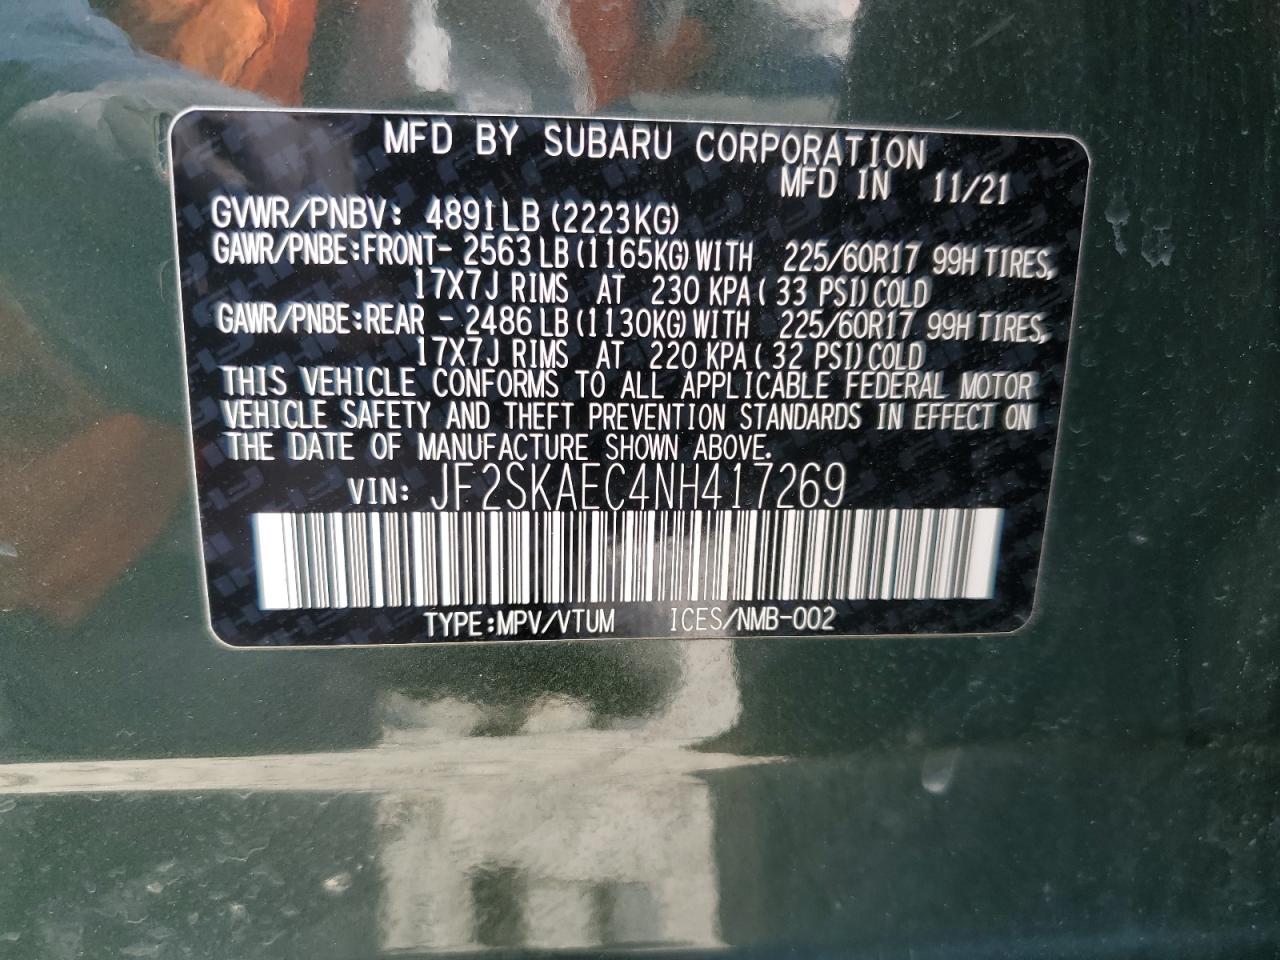 MFD BY SUBARU CORPORATION
MFD IN 11/21
GVWR/PNBV: 4891LB (2223KG)
GAWR/PNBE:FRONT- 2563 LB (1165KG) WITH 225/60R17 99H TIRES,
17X7J RIMS AT 230 KPA ( 33 PSI) COLD
GAWR/PNBE:REAR - 2486 LB (1130KG) WITH 225/60R17 99H TIRES,
17X7J RIMS AT 220 KPA ( 32 PSI) COLD
THIS VEHICLE CONFORMS TO ALL APPLICABLE FEDERAL MOTOR
VEHICLE SAFETY AND THEFT PREVENTION STANDARDS IN EFFECT ON
THE DATE OF MANUFACTURE SHOWN ABOVE.
VIN: JF2SKAEC4NH417269
TYPE:MPV/VTUM ICES/NMB-002